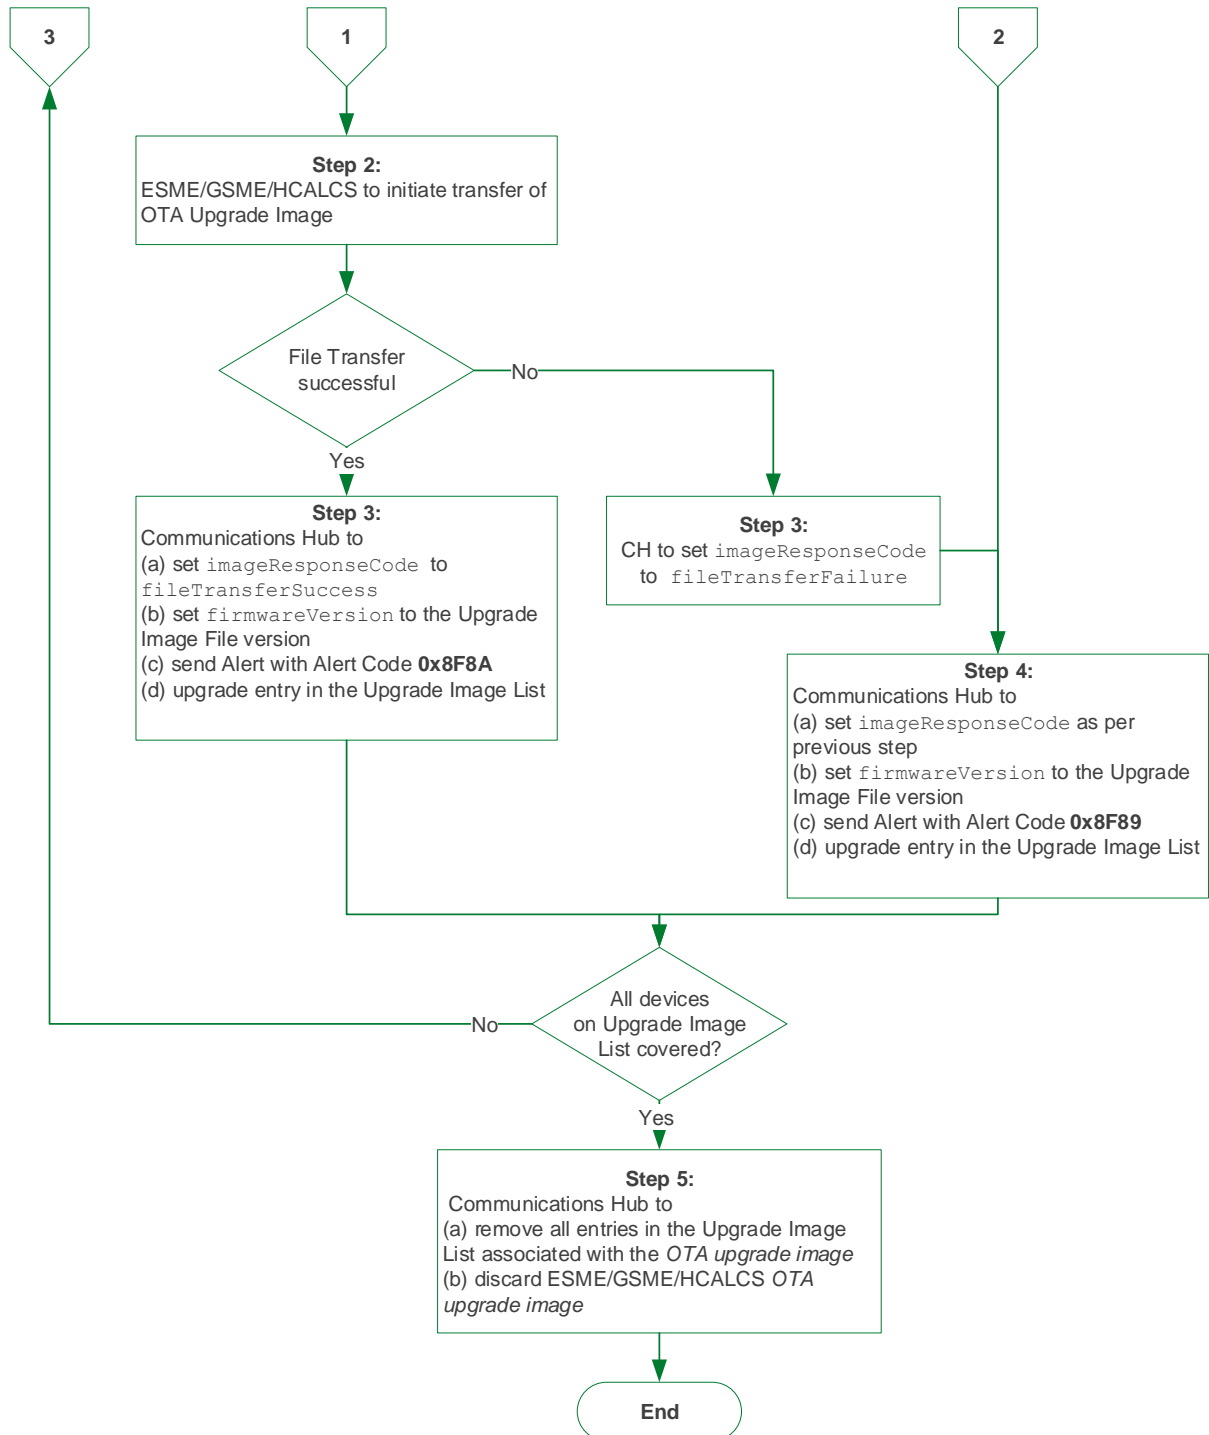 3
1
2
Step 2:
ESME/GSME/HCALCS to initiate transfer of
OTA Upgrade Image
File Transfer
successful
No
Yes
Step 3:
Communications Hub to
(a) set imageResponseCode to
fileTransferSuccess
(b) set firmwareVersion to the Upgrade
Image File version
(c) send Alert with Alert Code 0x8F8A
(d) upgrade entry in the Upgrade Image List
Step 3:
CH to set imageResponseCode
to fileTransferFailure
Step 4:
Communications Hub to
(a) set imageResponseCode as per
previous step
(b) set firmwareVersion to the Upgrade
Image File version
(c) send Alert with Alert Code 0x8F89
(d) upgrade entry in the Upgrade Image List
All devices
on Upgrade Image
List covered?
No
Yes
Step 5:
Communications Hub to
(a) remove all entries in the Upgrade Image
List associated with the OTA upgrade image
(b) discard ESME/GSME/HCALCS OTA
upgrade image
End